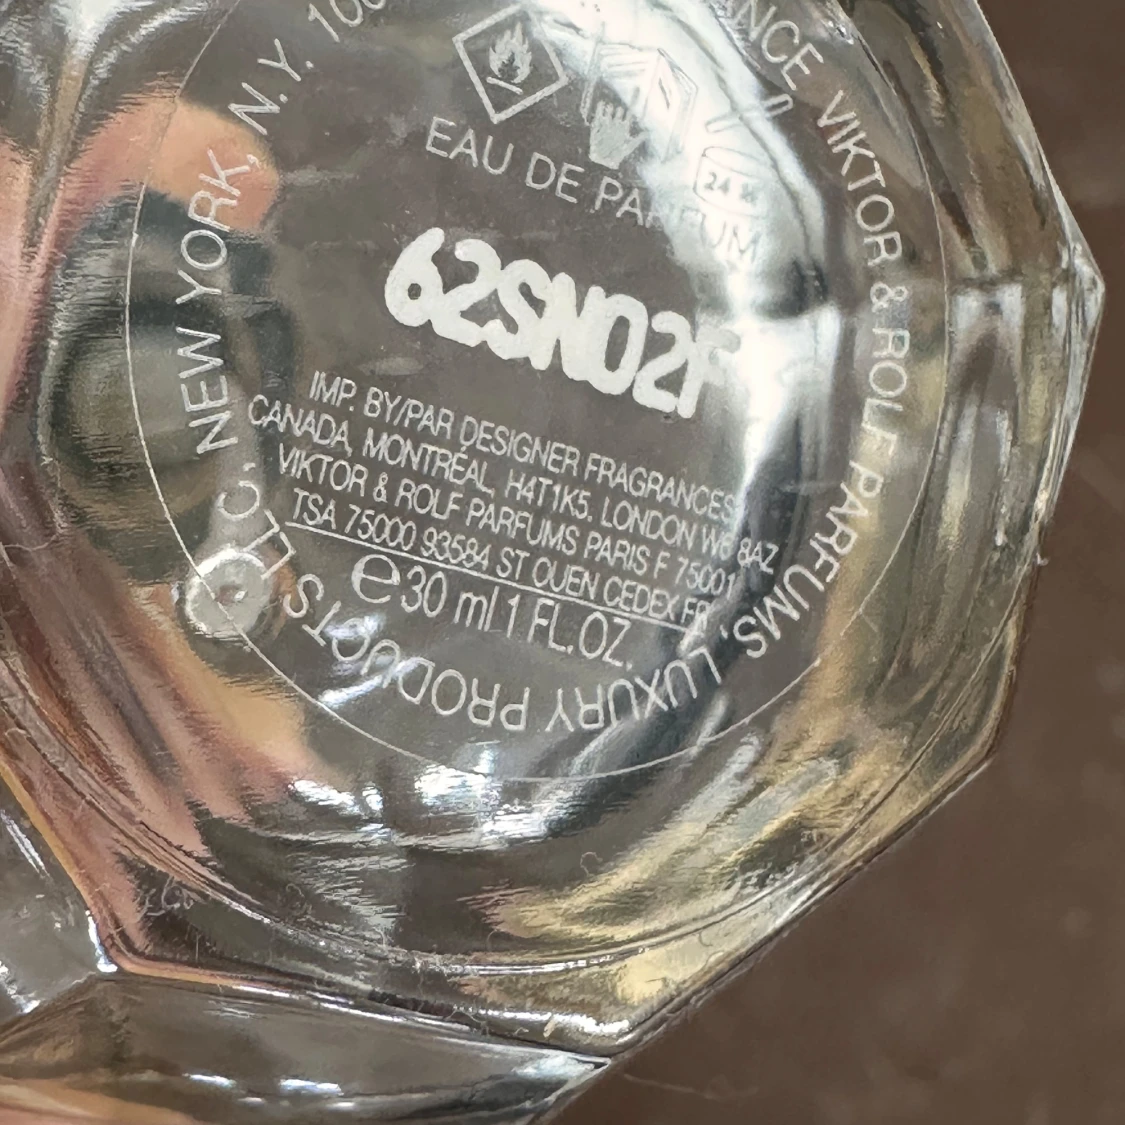 EAU DE PARFUM
24 M
62SN02F
IMP. BY/PAR DESIGNER FRAGRANCES
CANADA, MONTRÉAL, H4T1K5. LONDON W6 8AZ
VIKTOR & ROLF PARFUMS PARIS F 75001
TSA 75000 93584 ST OUEN CEDEX FR
e 30 ml 1 FL.OZ.
VIKTOR & ROLF PARFUMS, LUXURY PRODUCTS LLC. NEW YORK, N.Y.